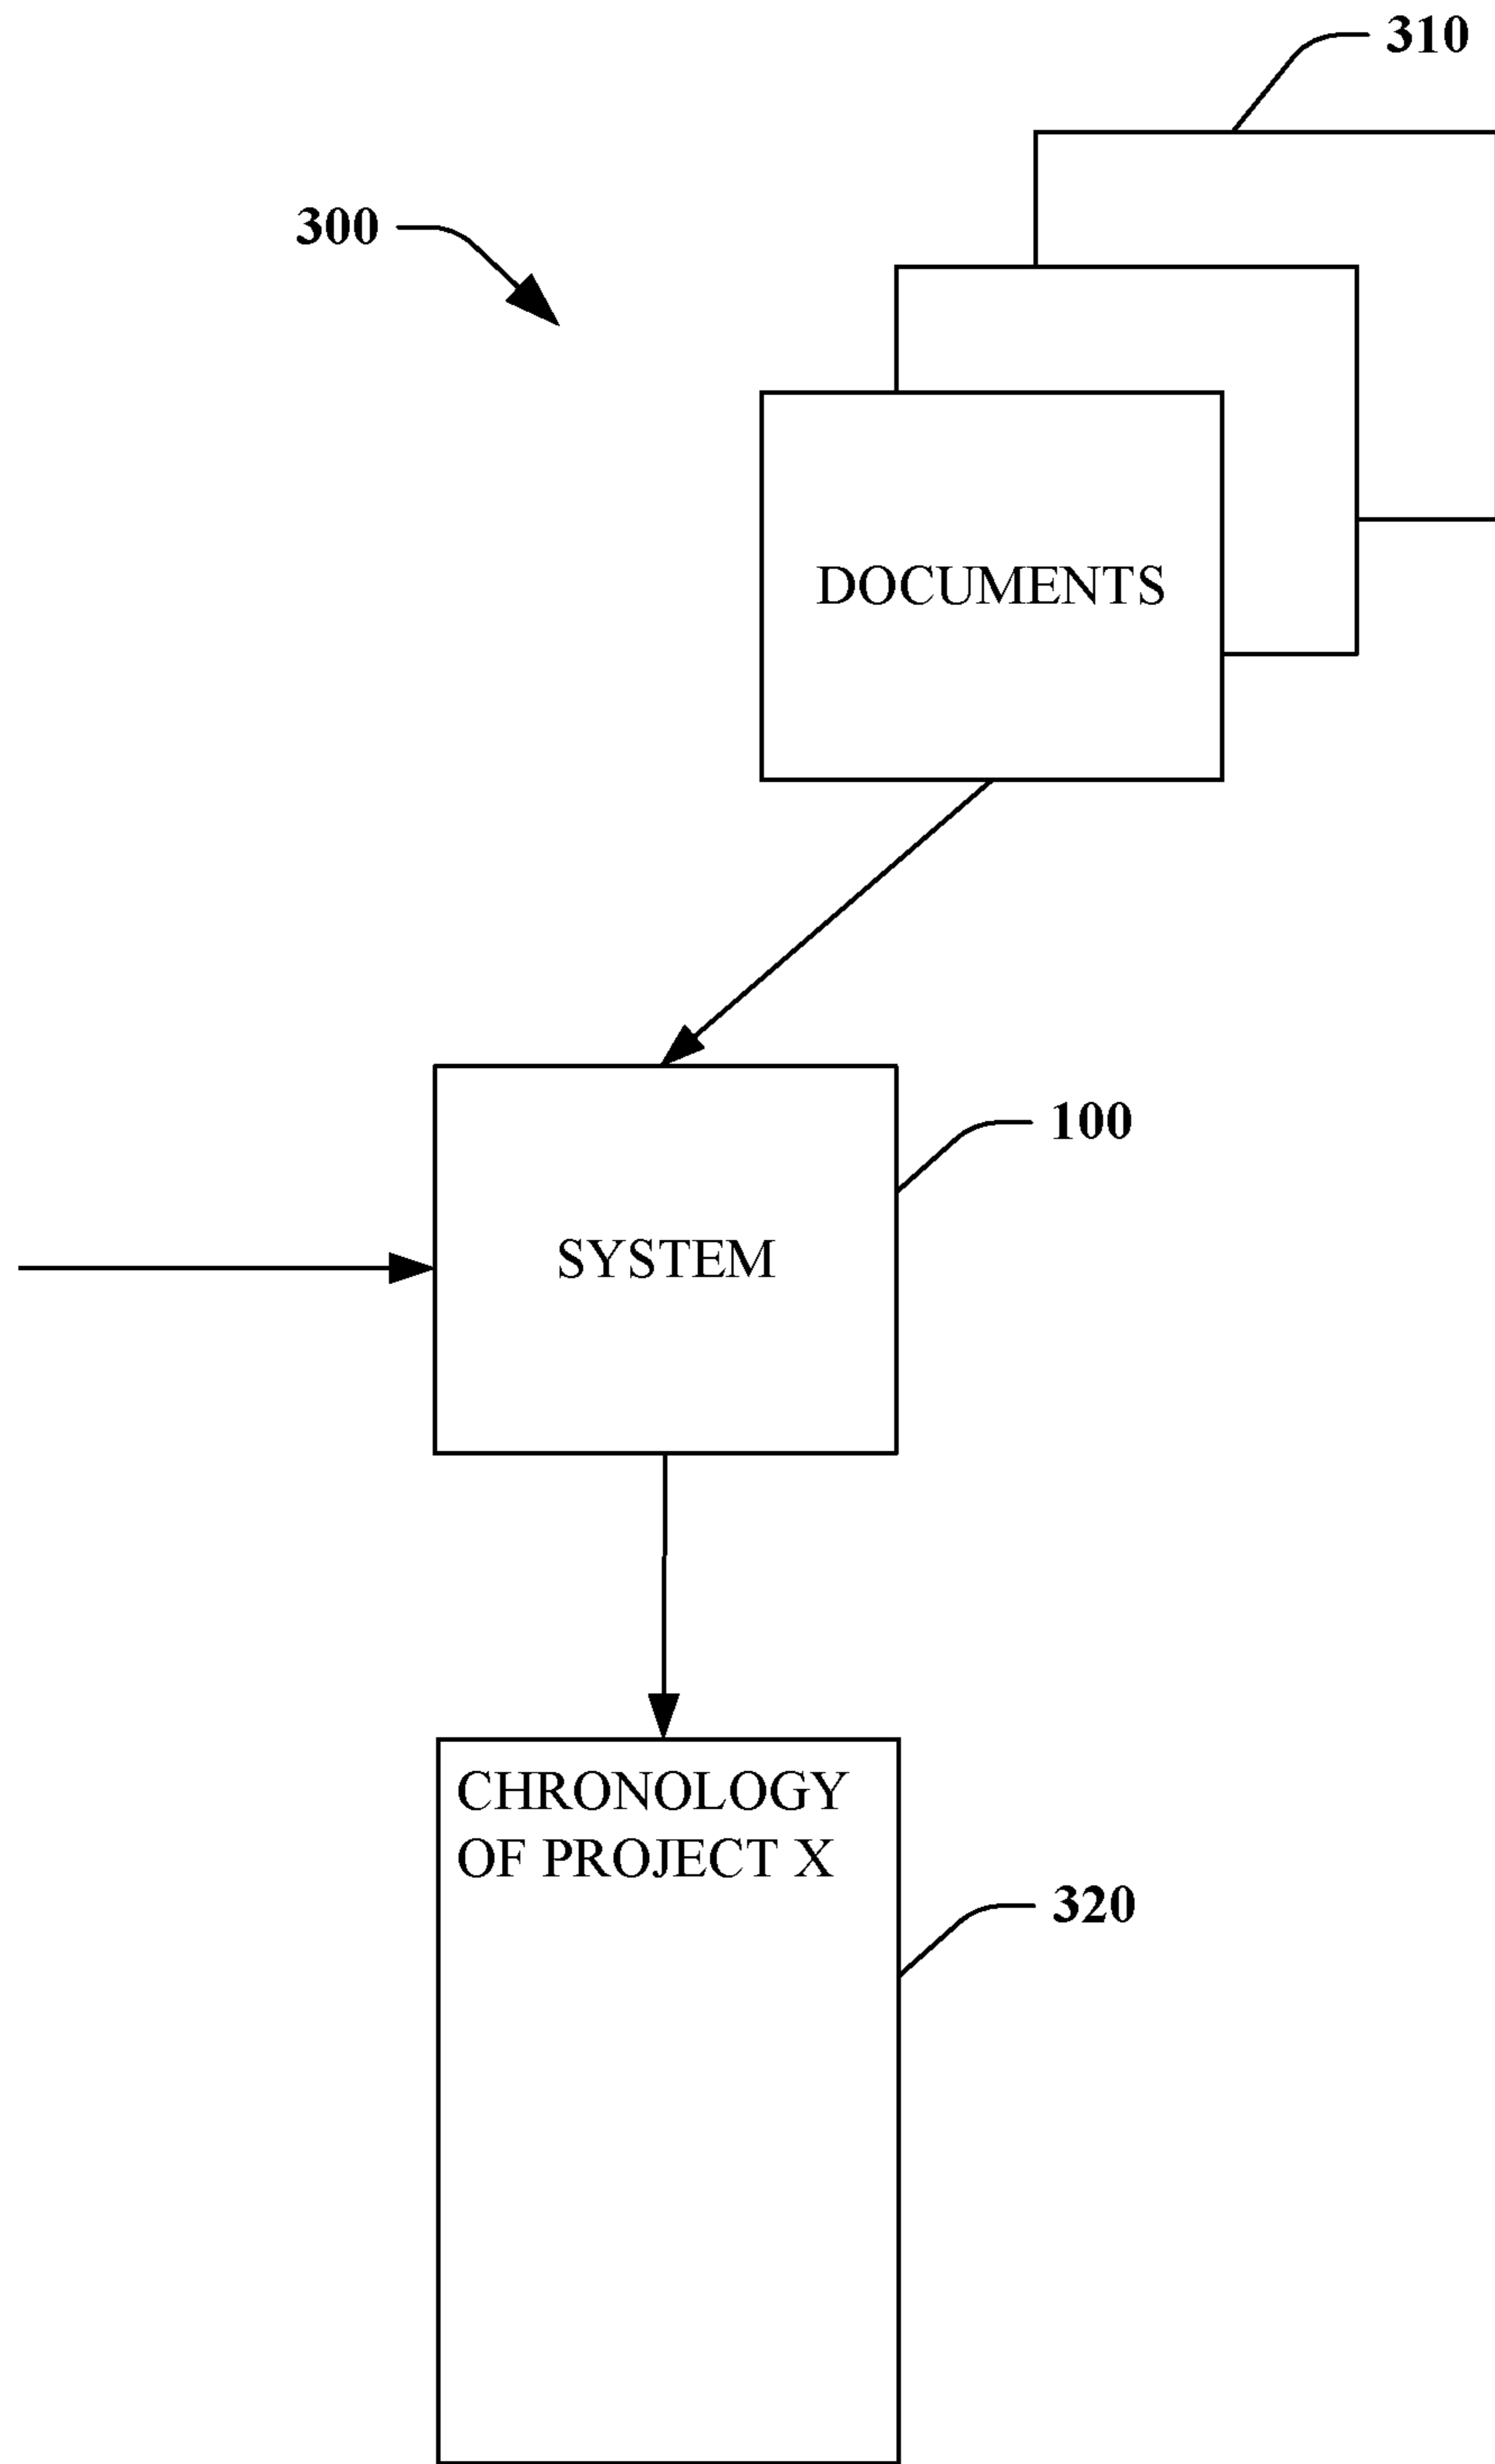 310
300
DOCUMENTS
100
SYSTEM
CHRONOLOGY
OF PROJECT X
320